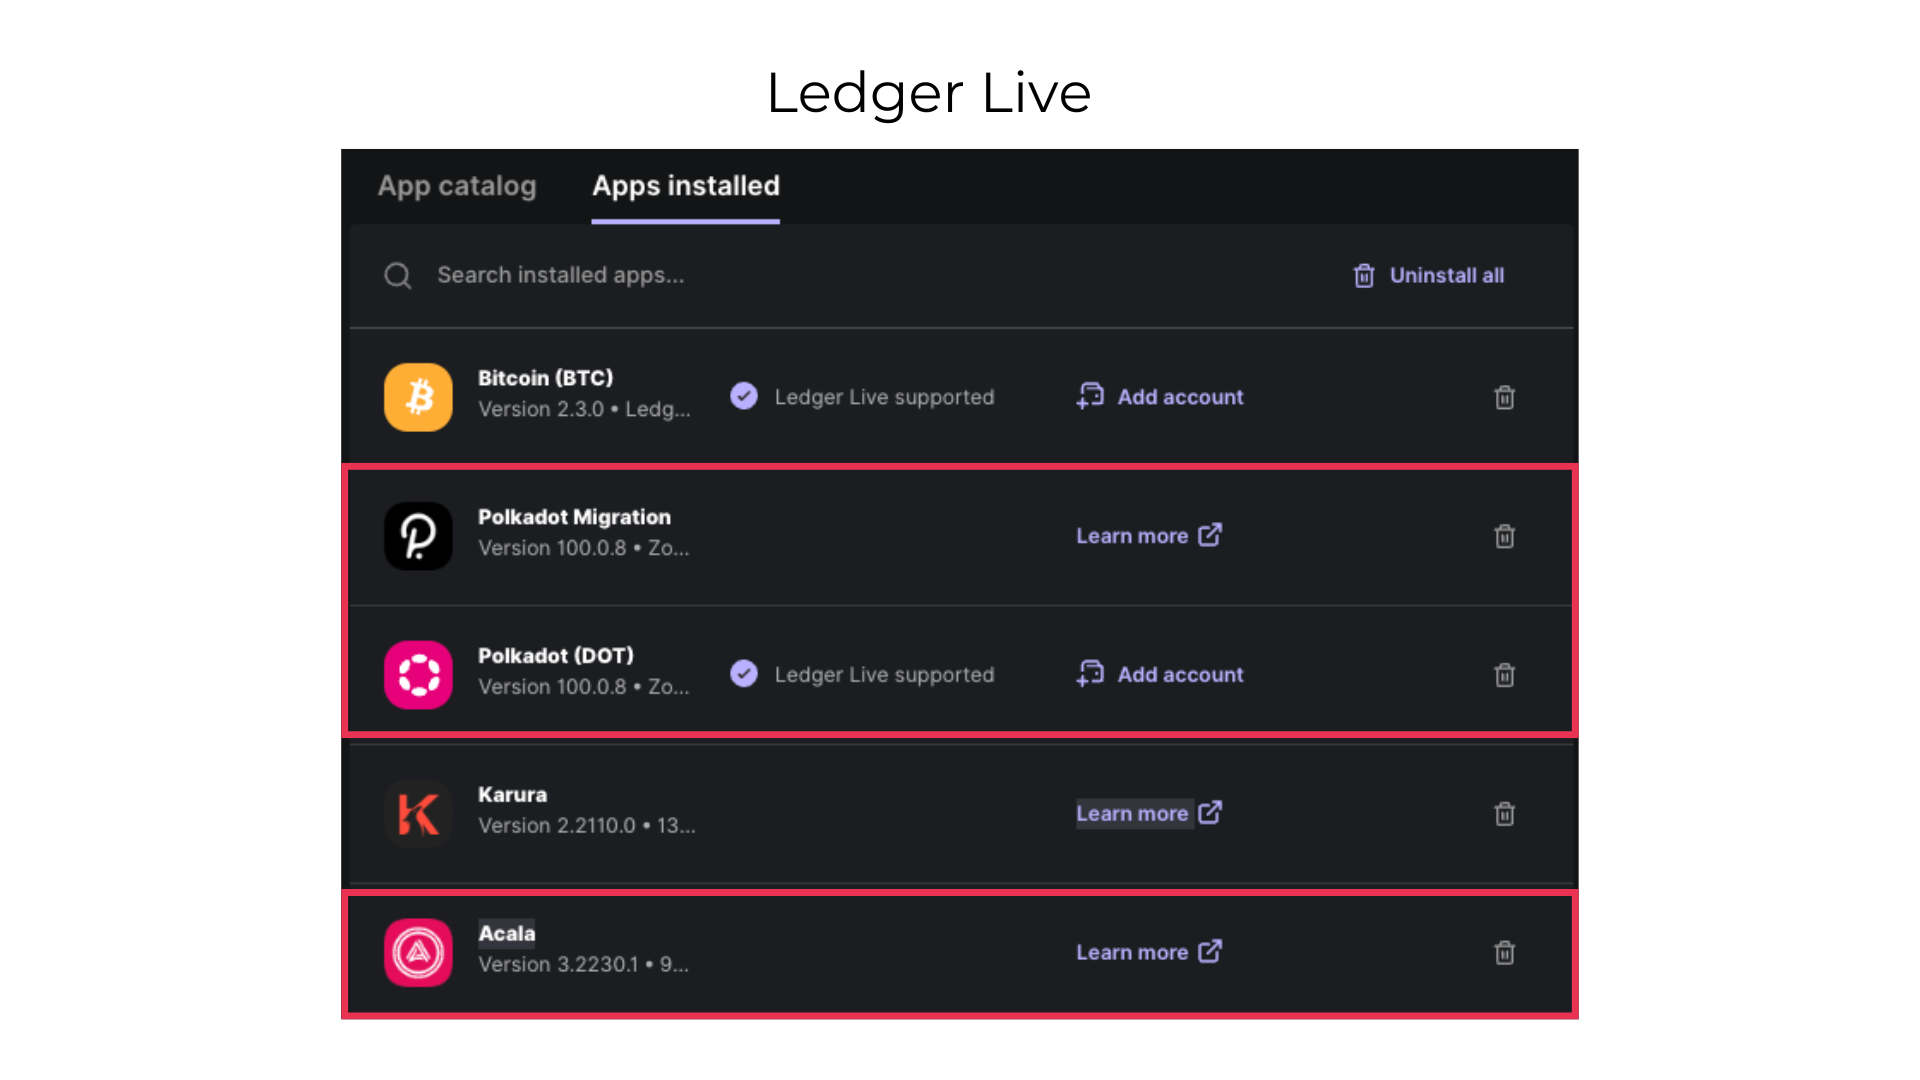 Ledger Live
App catalog
Apps installed
Search installed apps...
Uninstall all
Bitcoin (BTC)
Version 2.3.0 • Ledg...
Ledger Live supported
Add account
Polkadot Migration
Version 100.0.8 • Zo...
Learn more
Polkadot (DOT)
Version 100.0.8 • Zo...
Ledger Live supported
Add account
Karura
Version 2.2110.0 • 13...
Learn more
Acala
Version 3.2230.1 • 9...
Learn more